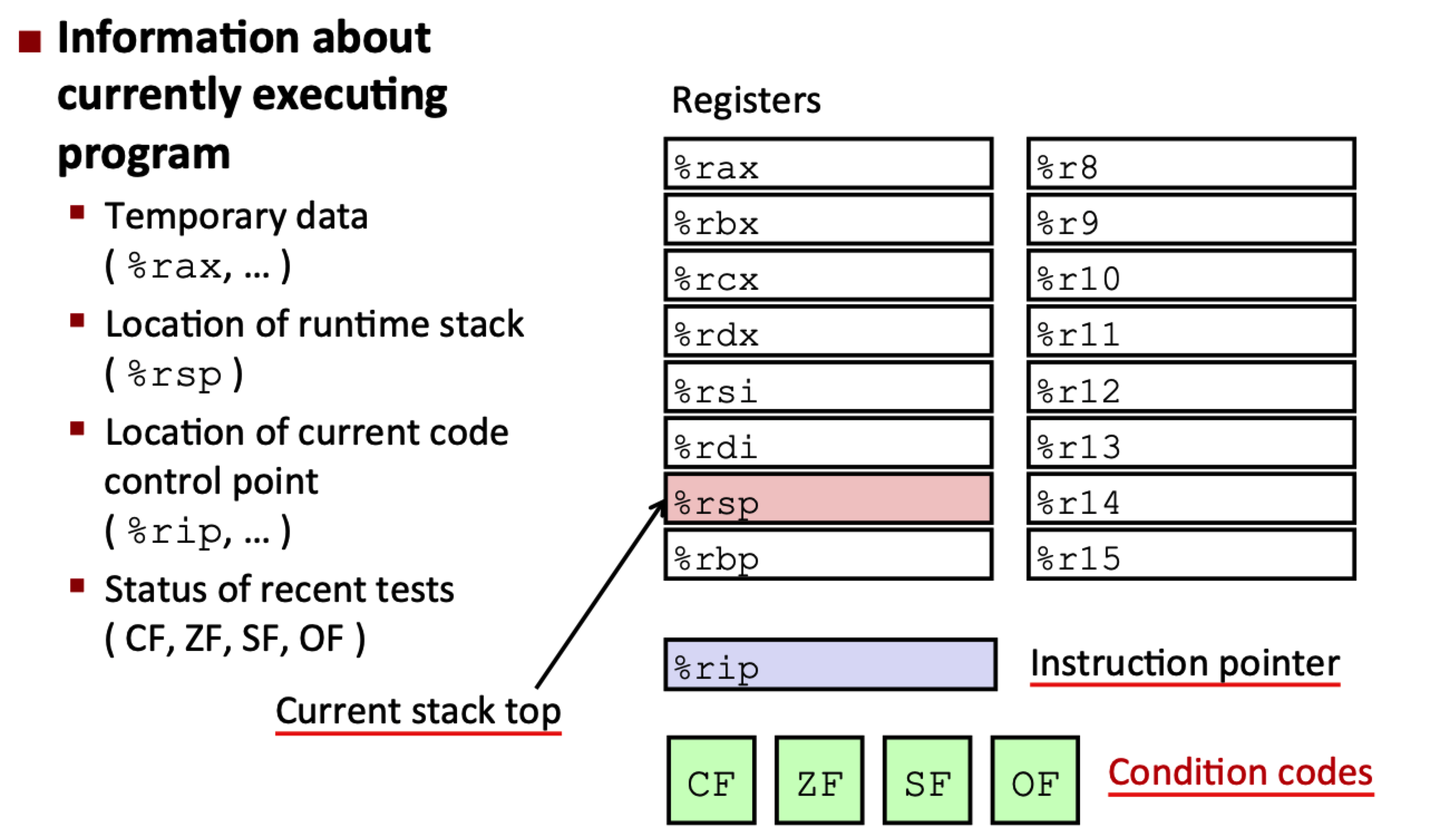 Information about
currently executing
program
Temporary data
( %rax, … )
Location of runtime stack
( %rsp )
Location of current code
control point
( %rip, … )
Status of recent tests
( CF, ZF, SF, OF )
Current stack top
Registers
%rax
%rbx
%rcx
%rdx
%rsi
%rdi
%rsp
%rbp
%r8
%r9
%r10
%r11
%r12
%r13
%r14
%r15
%rip
Instruction pointer
CF ZF SF OF
Condition codes